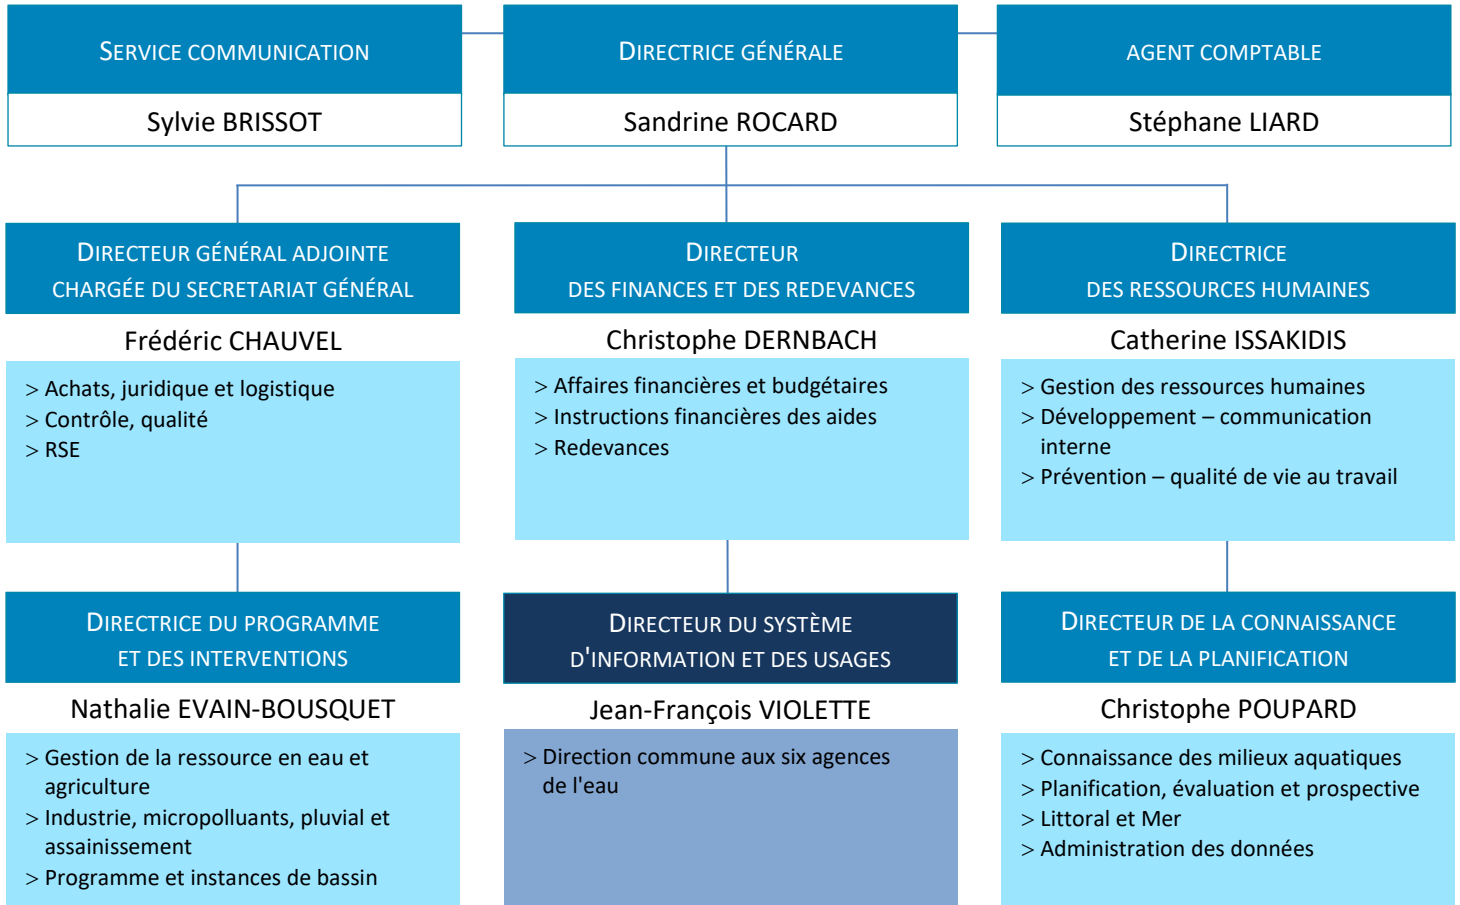 SERVICE COMMUNICATION
Sylvie BRISSOT
DIRECTRICE GÉNÉRALE
Sandrine ROCARD
AGENT COMPTABLE
Stéphane LIARD
DIRECTEUR GÉNÉRAL ADJOINTE
CHARGÉE DU SECRETARIAT GÉNÉRAL
Frédéric CHAUVEL
> Achats, juridique et logistique
> Contrôle, qualité
> RSE
DIRECTEUR
DES FINANCES ET DES REDEVANCES
Christophe DERNBACH
> Affaires financières et budgétaires
> Instructions financières des aides
> Redevances
DIRECTRICE
DES RESSOURCES HUMAINES
Catherine ISSAKIDIS
> Gestion des ressources humaines
> Développement – communication
interne
> Prévention – qualité de vie au travail
DIRECTRICE DU PROGRAMME
ET DES INTERVENTIONS
Nathalie EVAIN-BOUSQUET
> Gestion de la ressource en eau et
agriculture
> Industrie, micropolluants, pluvial et
assainissement
> Programme et instances de bassin
DIRECTEUR DU SYSTÈME
D'INFORMATION ET DES USAGES
Jean-François VIOLETTE
> Direction commune aux six agences
de l'eau
DIRECTEUR DE LA CONNAISSANCE
ET DE LA PLANIFICATION
Christophe POUPARD
> Connaissance des milieux aquatiques
> Planification, évaluation et prospective
> Littoral et Mer
> Administration des données